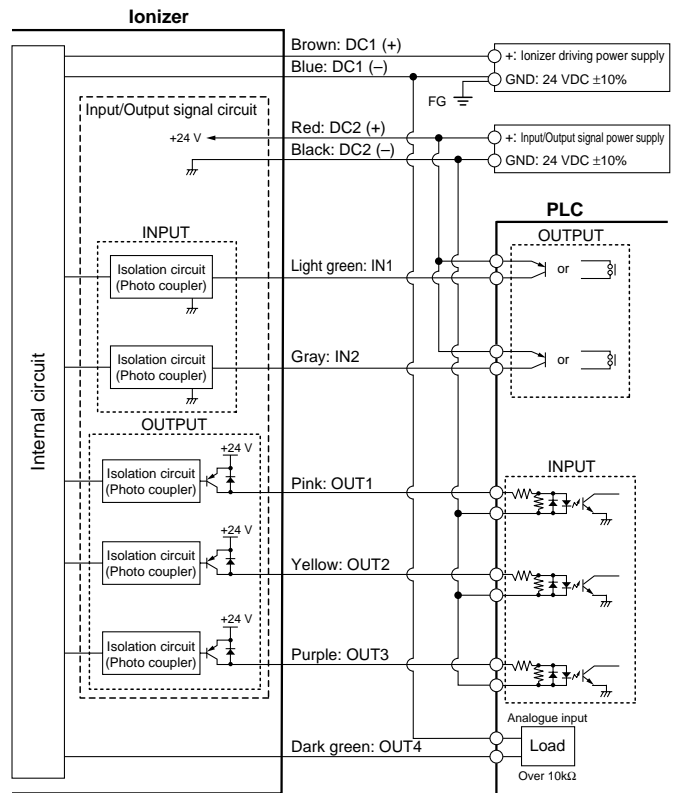 Ionizer
Brown: DC1 (+)
+: Ionizer driving power supply
Blue: DC1 (–)
GND: 24 VDC ±10%
FG
Input/Output signal circuit
Red: DC2 (+)
+24 V
+: Input/Output signal power supply
Black: DC2 (–)
GND: 24 VDC ±10%
PLC
INPUT
OUTPUT
Isolation circuit
(Photo coupler)
Light green: IN1
or
Isolation circuit
(Photo coupler)
Gray: IN2
or
Internal circuit
OUTPUT
+24 V
INPUT
Isolation circuit
(Photo coupler)
Pink: OUT1
+24 V
Isolation circuit
(Photo coupler)
Yellow: OUT2
+24 V
Isolation circuit
(Photo coupler)
Purple: OUT3
Analogue input
Dark green: OUT4
Load
Over 10kΩ